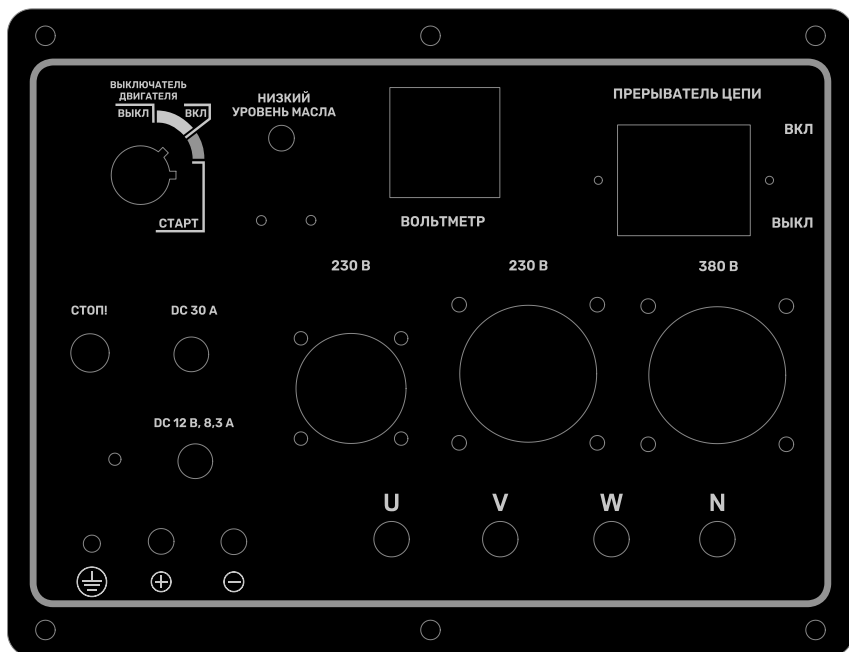 ВЫКЛЮЧАТЕЛЬ
ДВИГАТЕЛЯ
ВЫКЛ
ВКЛ
СТАРТ
НИЗКИЙ
УРОВЕНЬ МАСЛА
ВОЛЬТМЕТР
ПРЕРЫВАТЕЛЬ ЦЕПИ
ВКЛ
ВЫКЛ
230 В
230 В
380 В
СТОП!
DC 30 А
DC 12 В, 8,3 А
U
V
W
N